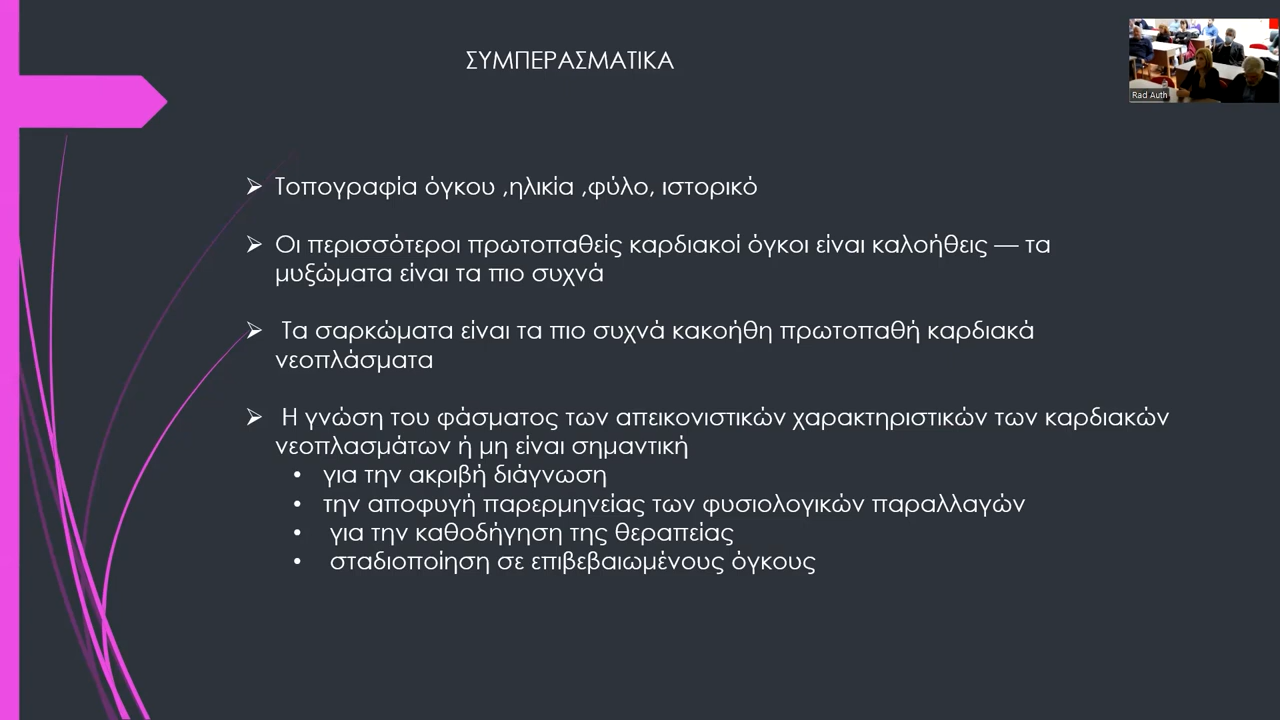 ΣΥΜΠΕΡΑΣΜΑΤΙΚΑ
Rad Auth
➢ Τοπογραφία όγκου ,ηλικία ,φύλο, ιστορικό
➢ Οι περισσότεροι πρωτοπαθείς καρδιακοί όγκοι είναι καλοήθεις — τα
μυξώματα είναι τα πιο συχνά
➢ Τα σαρκώματα είναι τα πιο συχνά κακοήθη πρωτοπαθή καρδιακά
νεοπλάσματα
➢ Η γνώση του φάσματος των απεικονιστικών χαρακτηριστικών των καρδιακών
νεοπλασμάτων ή μη είναι σημαντική
• για την ακριβή διάγνωση
• την αποφυγή παρερμηνείας των φυσιολογικών παραλλαγών
• για την καθοδήγηση της θεραπείας
• σταδιοποίηση σε επιβεβαιωμένους όγκους